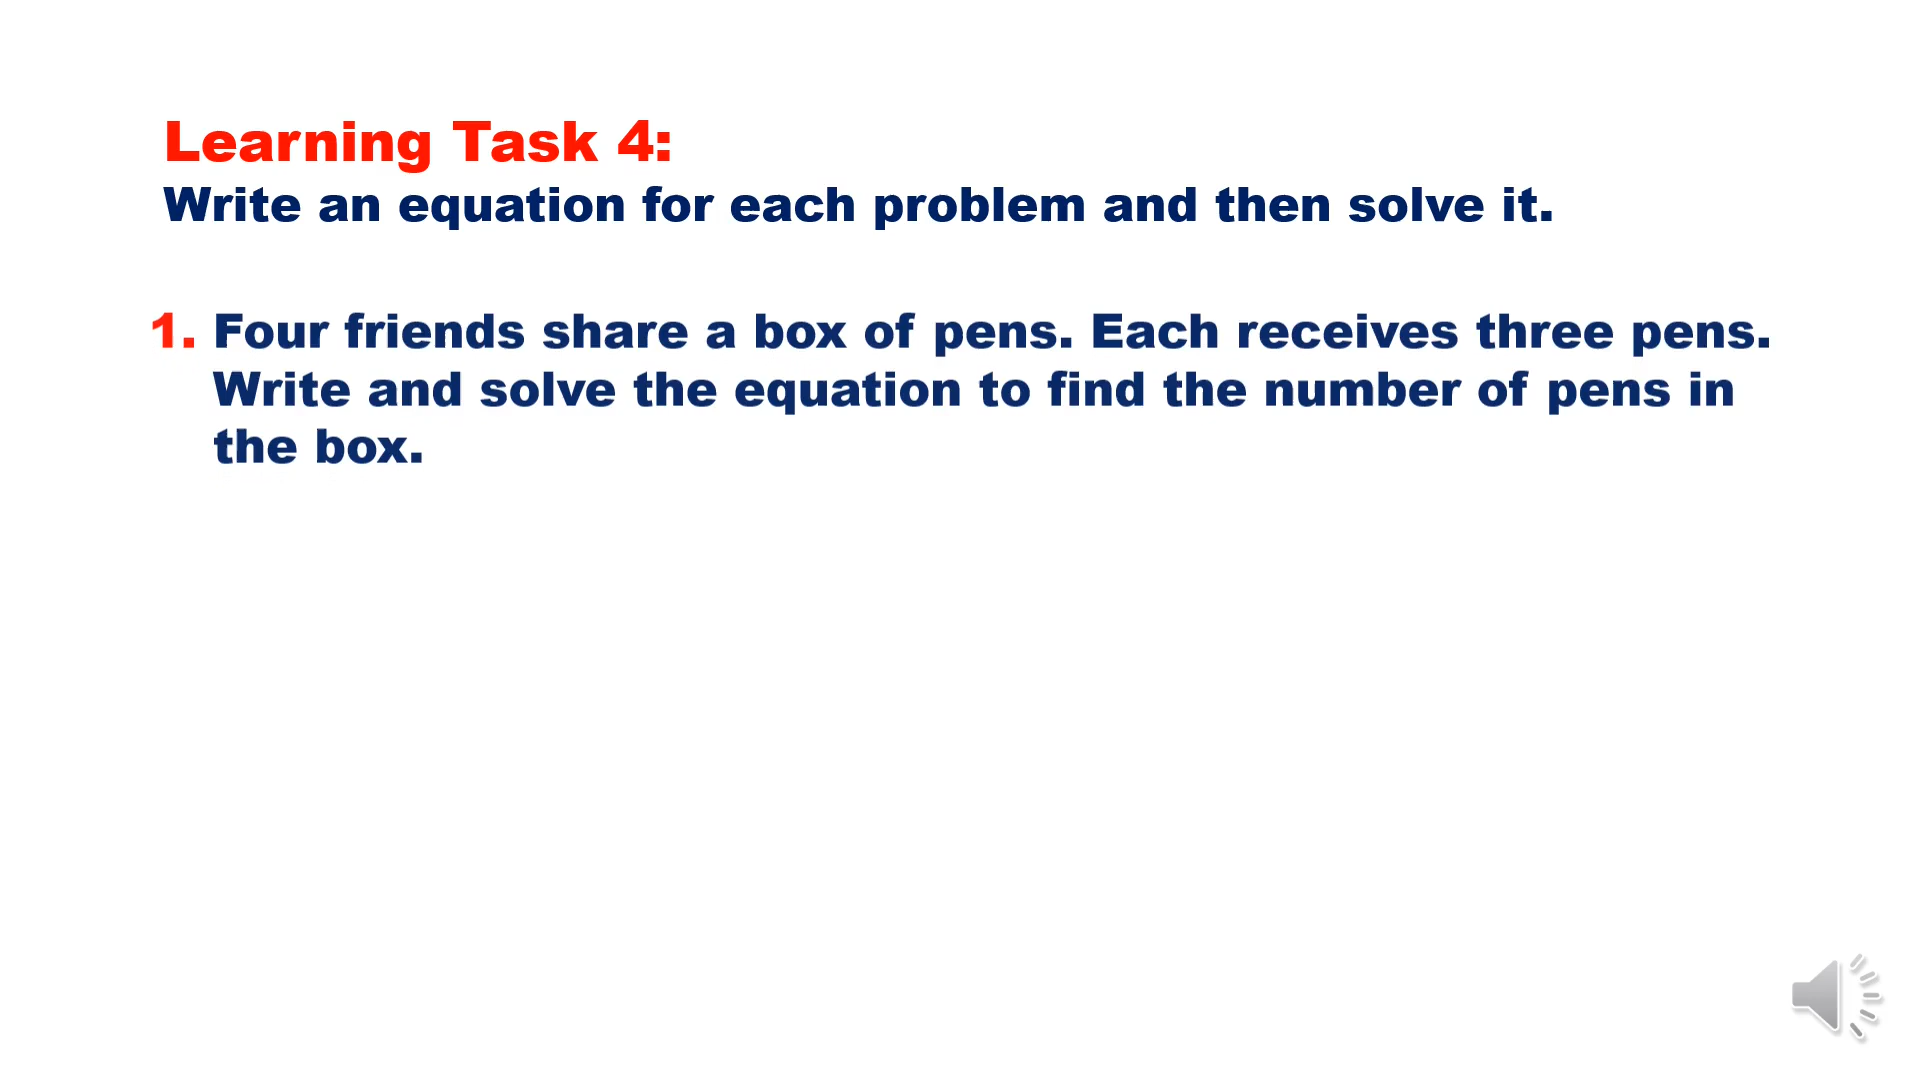 Learning Task 4:
Write an equation for each problem and then solve it.
1. Four friends share a box of pens. Each receives three pens.
Write and solve the equation to find the number of pens in
the box.